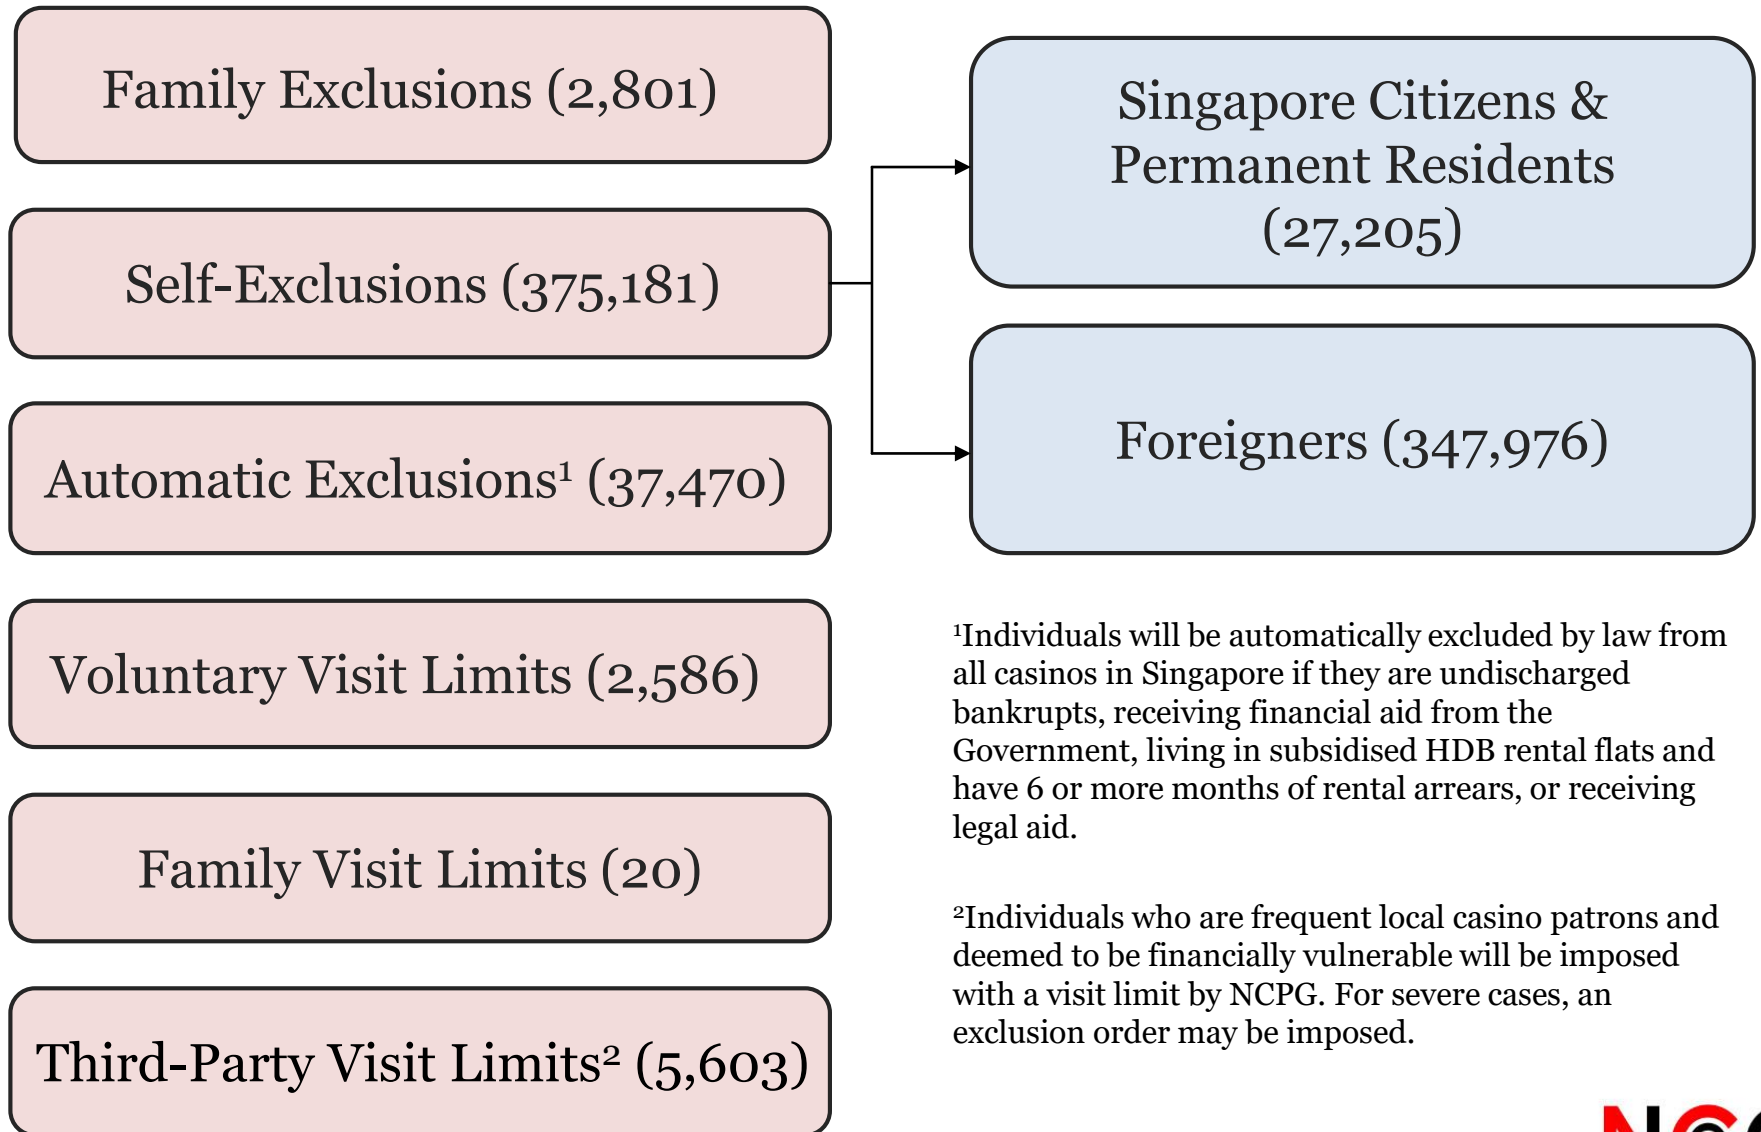 Family Exclusions (2,801)
Self-Exclusions (375,181)
Automatic Exclusions¹ (37,470)
Voluntary Visit Limits (2,586)
Family Visit Limits (20)
Third-Party Visit Limits² (5,603)
Singapore Citizens &
Permanent Residents
(27,205)
Foreigners (347,976)
¹Individuals will be automatically excluded by law from
all casinos in Singapore if they are undischarged
bankrupts, receiving financial aid from the
Government, living in subsidised HDB rental flats and
have 6 or more months of rental arrears, or receiving
legal aid.
²Individuals who are frequent local casino patrons and
deemed to be financially vulnerable will be imposed
with a visit limit by NCPG. For severe cases, an
exclusion order may be imposed.